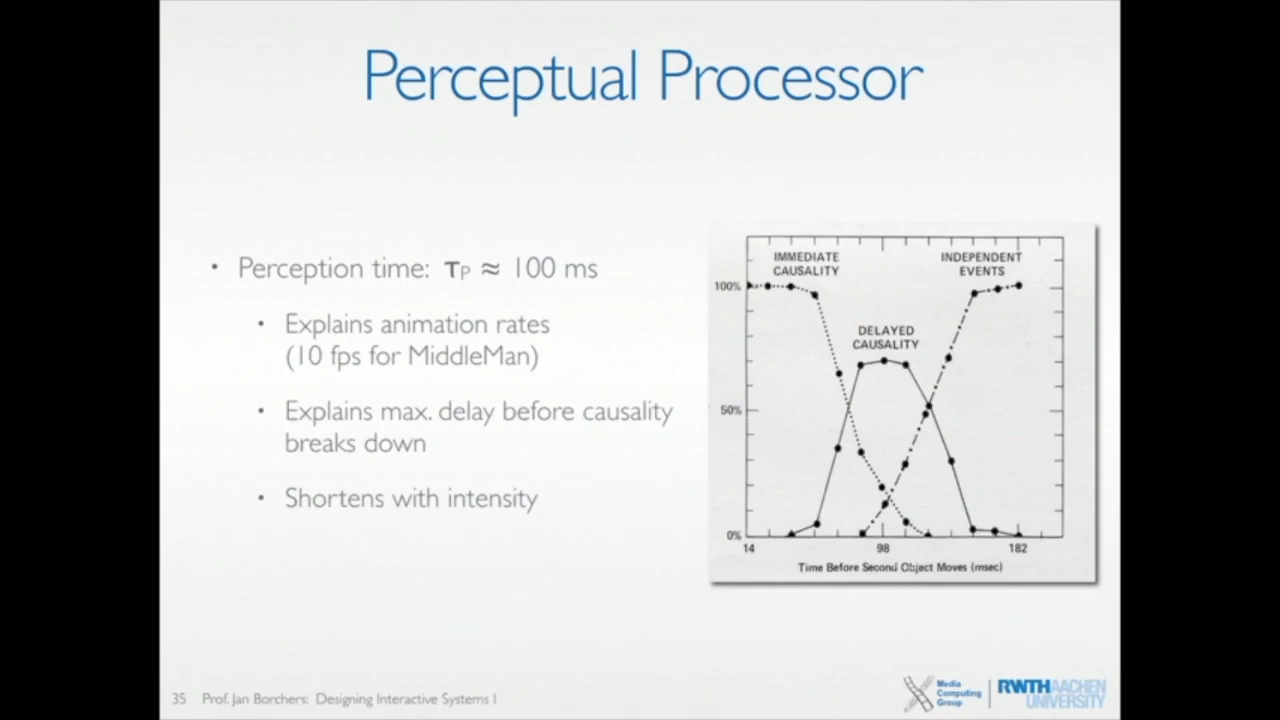 Perceptual Processor
• Perception time: τP ≈ 100 ms
• Explains animation rates
(10 fps for MiddleMan)
• Explains max. delay before causality
breaks down
• Shortens with intensity
IMMEDIATE
CAUSALITY
INDEPENDENT
EVENTS
DELAYED
CAUSALITY
100%
50%
0%
14 98 182
Time Before Second Object Moves (msec)
35 Prof. Jan Borchers: Designing Interactive Systems I
Media
Computing
Group
RWTHAACHEN
UNIVERSITY